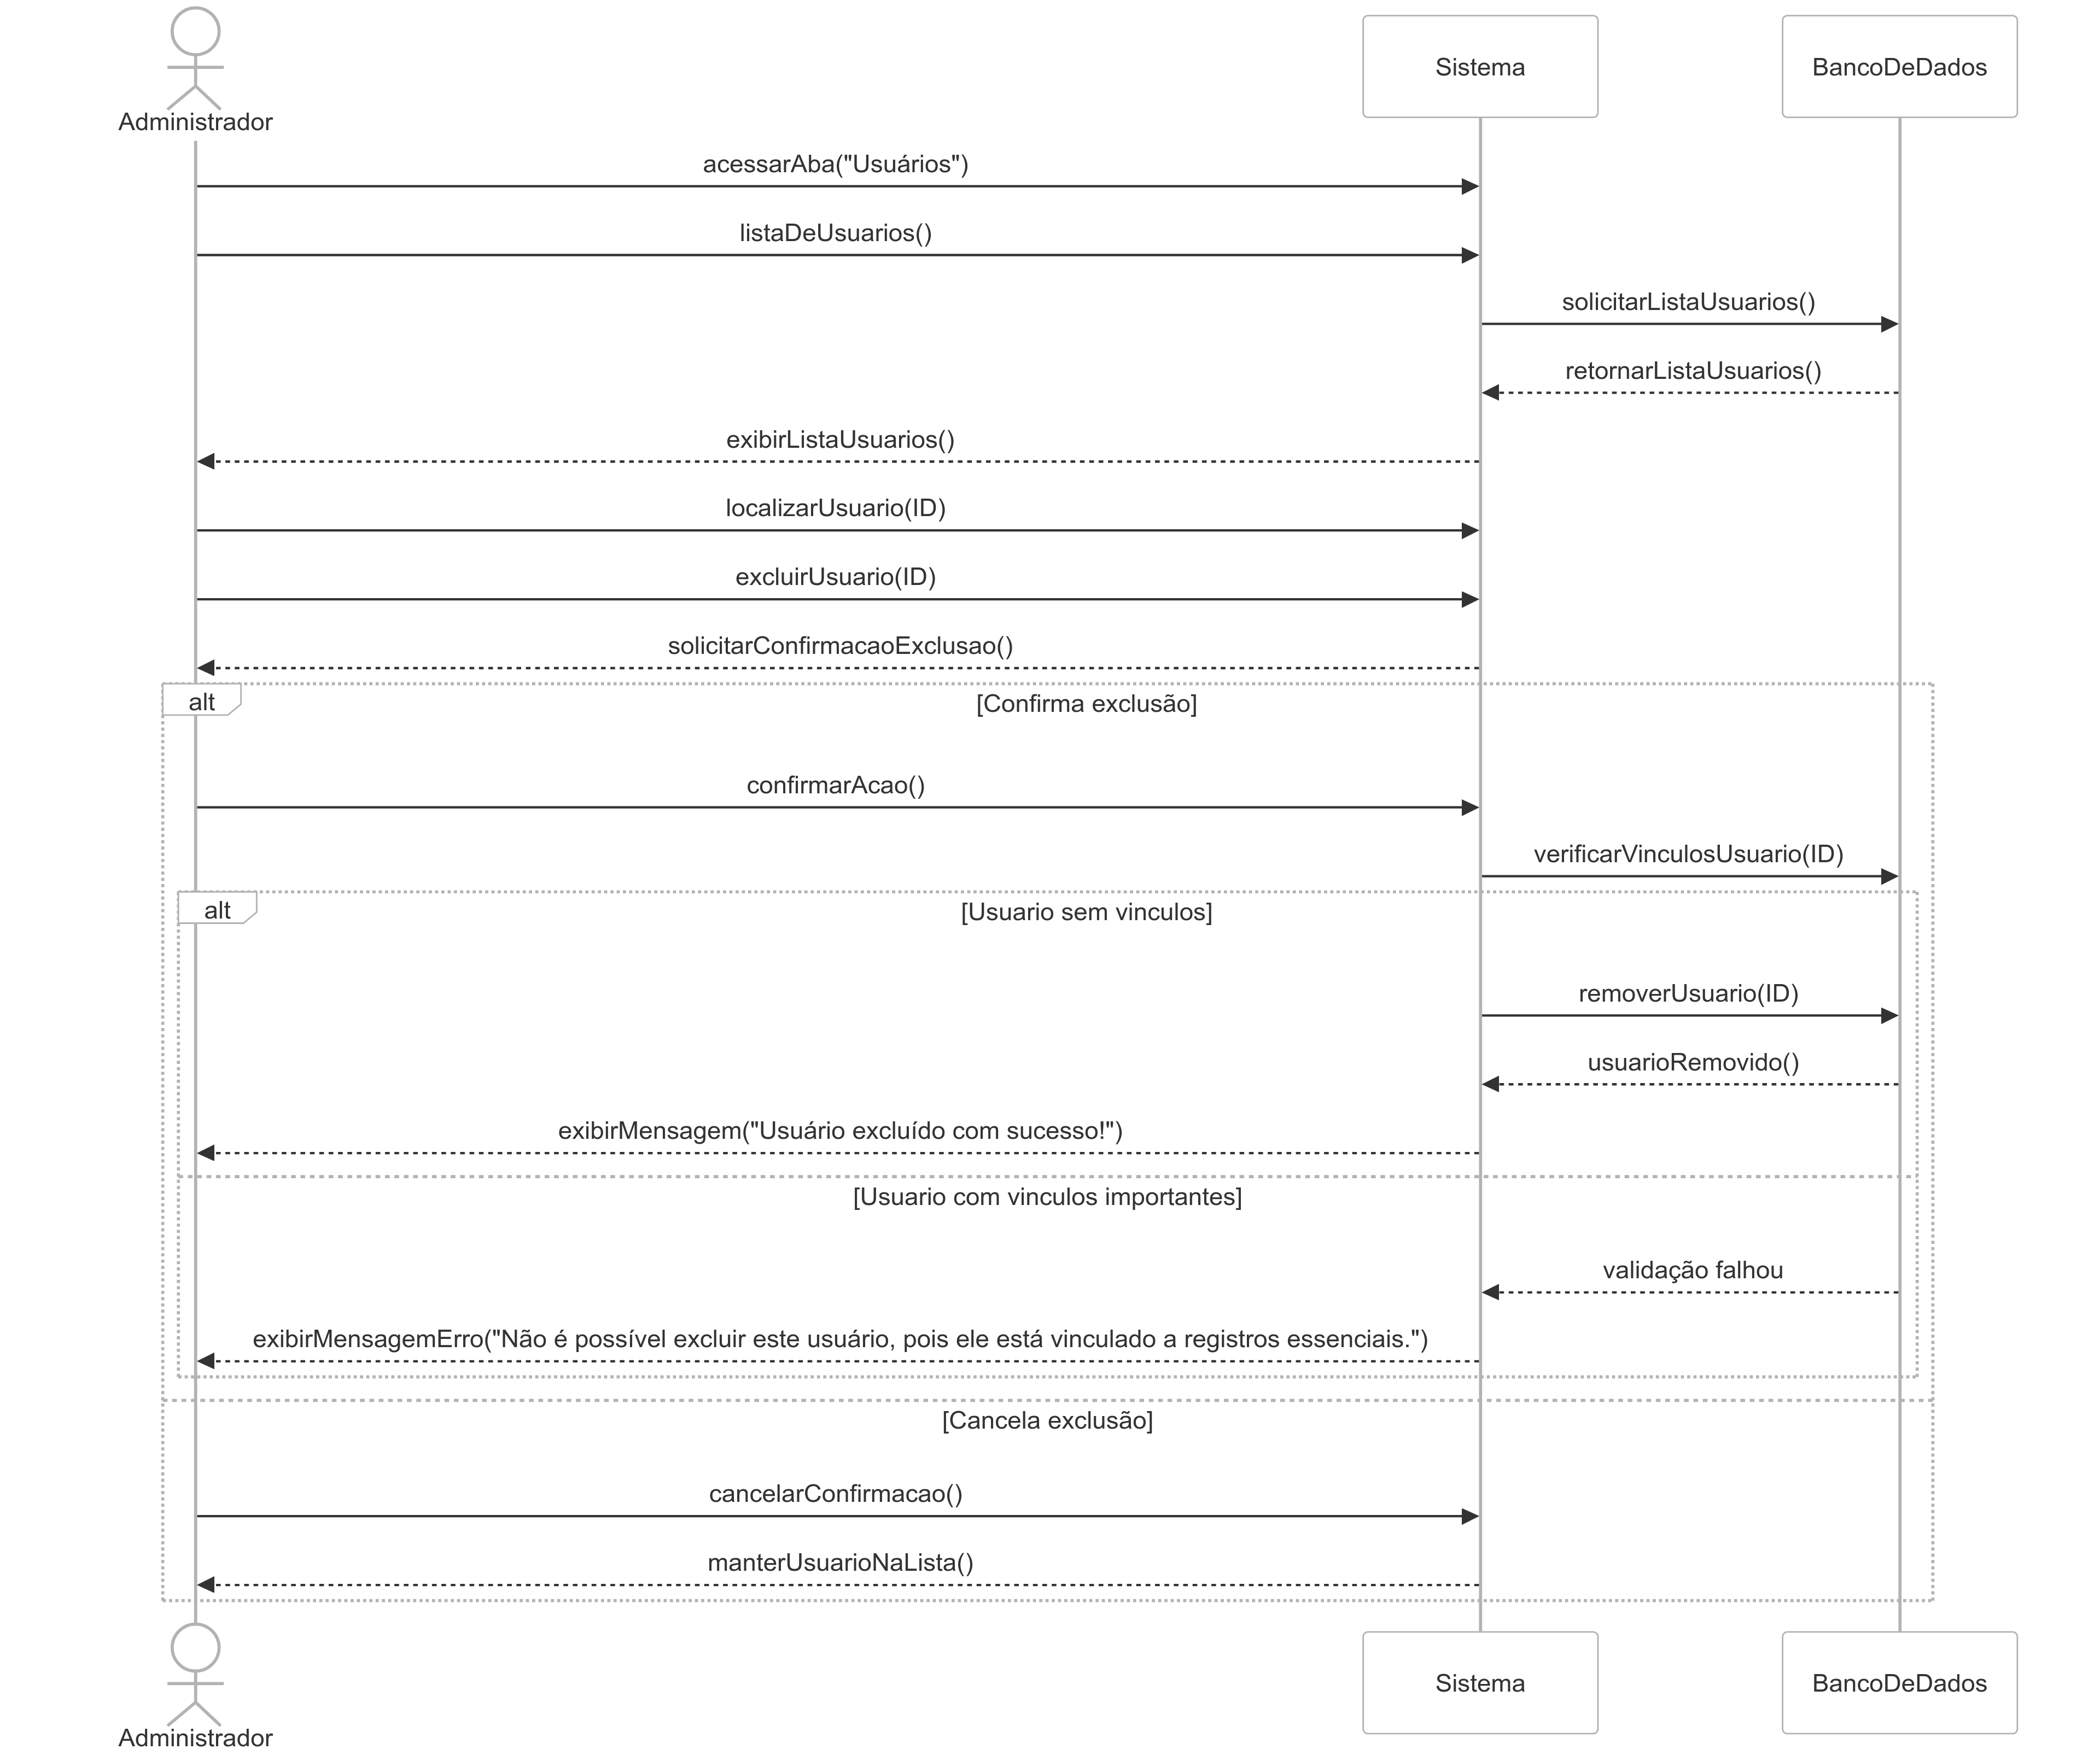 Administrador
Sistema
BancoDeDados
acessarAba("Usuários")
listaDeUsuarios()
solicitarListaUsuarios()
retornarListaUsuarios()
exibirListaUsuarios()
localizarUsuario(ID)
excluirUsuario(ID)
solicitarConfirmacaoExclusao()
alt
[Confirma exclusão]
confirmarAcao()
verificarVinculosUsuario(ID)
alt
[Usuario sem vinculos]
removerUsuario(ID)
usuarioRemovido()
exibirMensagem("Usuário excluído com sucesso!")
[Usuario com vinculos importantes]
validação falhou
exibirMensagemErro("Não é possível excluir este usuário, pois ele está vinculado a registros essenciais.")
[Cancela exclusão]
cancelarConfirmacao()
manterUsuarioNaLista()
Administrador
Sistema
BancoDeDados